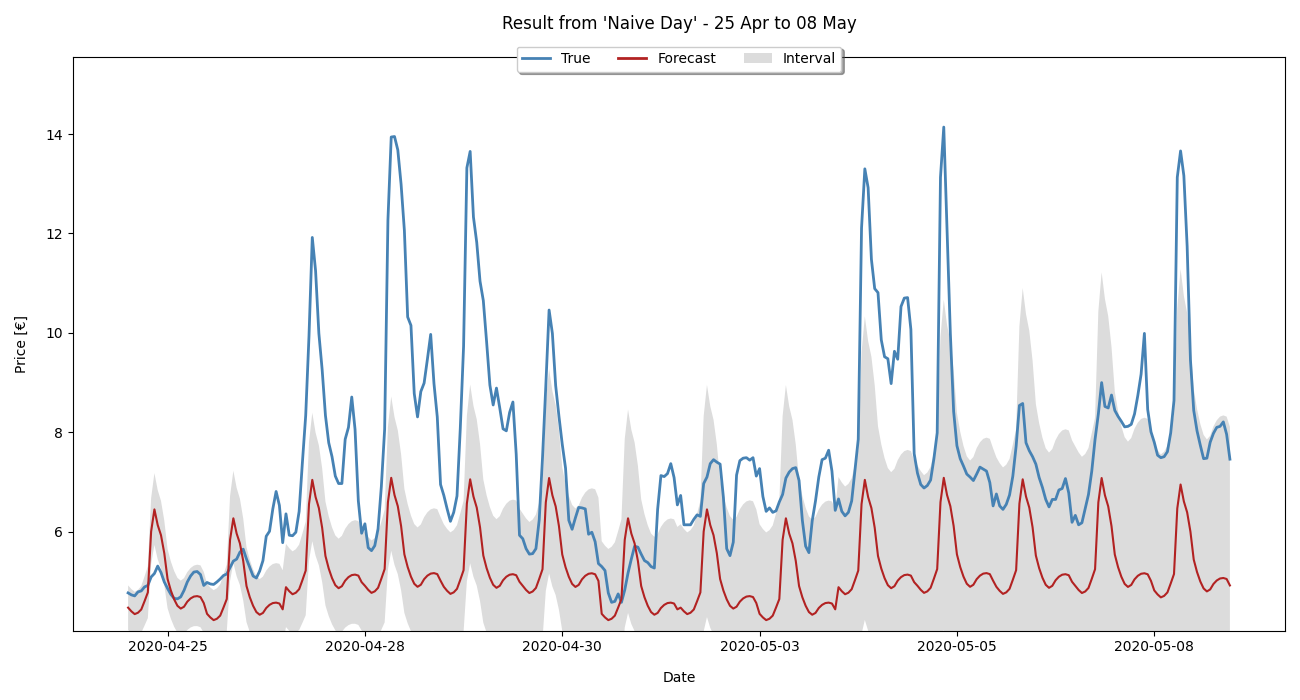 Result from 'Naive Day' - 25 Apr to 08 May
True Forecast Interval
14
12
10
8
6
Price [€]
2020-04-25 2020-04-28 2020-04-30 2020-05-03 2020-05-05 2020-05-08
Date